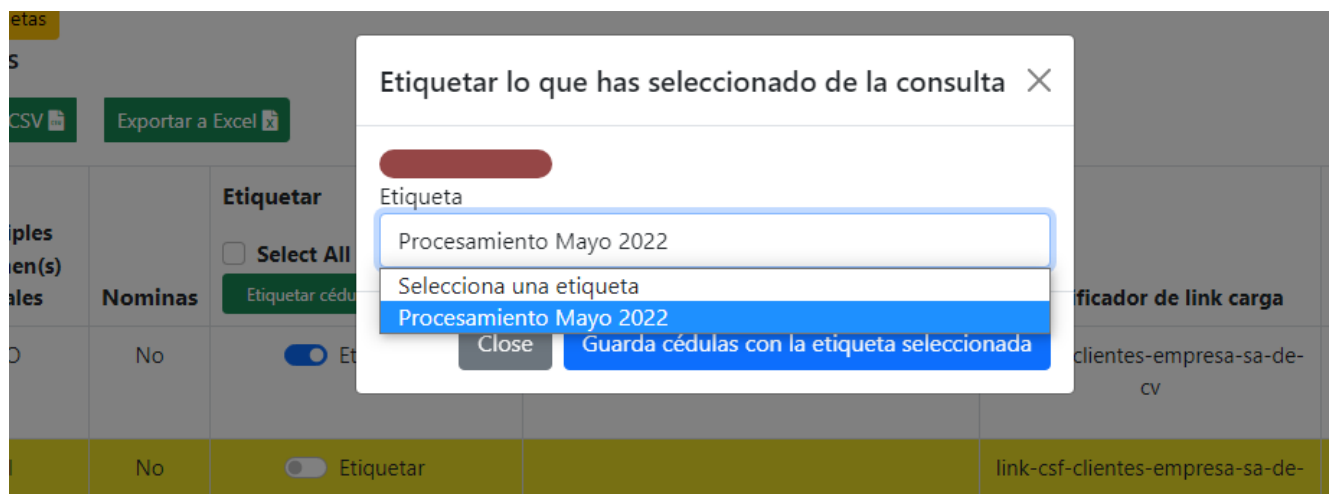 etas
s
Etiquetar lo que has seleccionado de la consulta
CSV
Exportar a Excel
Etiqueta
Procesamiento Mayo 2022
Selecciona una etiqueta
Procesamiento Mayo 2022
Close
Guarda cédulas con la etiqueta seleccionada
iples
en(s)
ales
Nominas
Etiquetar
Select All
Etiquetar cédu
ificador de link carga
O
No
Et
clientes-empresa-sa-de-
cv
No
Etiquetar
link-csf-clientes-empresa-sa-de-